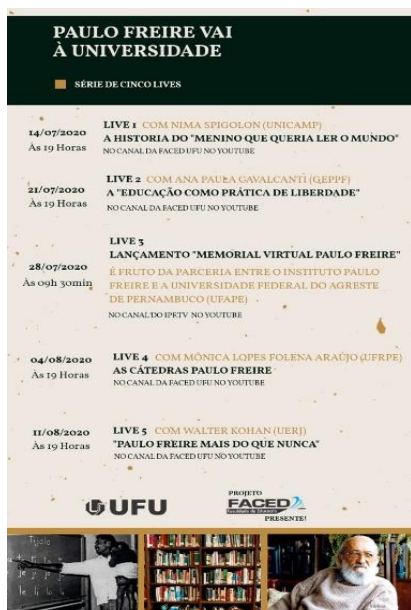 PAULO FREIRE VAI
À UNIVERSIDADE
SÉRIE DE CINCO LIVES
14/07/2020
Às 19 Horas
LIVE 1 COM NIMA SPIGOLON (UNICAMP)
A HISTORIA DO "MENINO QUE QUERIA LER O MUNDO"
NO CANAL DA FACED UFU NO YOUTUBE
21/07/2020
Às 19 Horas
LIVE 2 COM ANA PAULA CAVALCANTI (GEPPF)
A "EDUCAÇÃO COMO PRÁTICA DE LIBERDADE"
NO CANAL DA FACED UFU NO YOUTUBE
28/07/2020
Às 09h 30min
LIVE 3
LANÇAMENTO "MEMORIAL VIRTUAL PAULO FREIRE"
É FRUTO DA PARCERIA ENTRE O INSTITUTO PAULO
FREIRE E A UNIVERSIDADE FEDERAL DO AGRESTE
DE PERNAMBUCO (UFAPE)
NO CANAL DO IPFTV NO YOUTUBE
04/08/2020
Às 19 Horas
LIVE 4 COM MÔNICA LOPES FOLENA ARAÚJO (UFRPE)
AS CÁTEDRAS PAULO FREIRE
NO CANAL DA FACED UFU NO YOUTUBE
11/08/2020
Às 19 Horas
LIVE 5 COM WALTER KOHAN (UERJ)
"PAULO FREIRE MAIS DO QUE NUNCA"
NO CANAL DA FACED UFU NO YOUTUBE
UFU
PROJETO
FACED
Faculdade de Educação
PRESENTE!
Tijolo